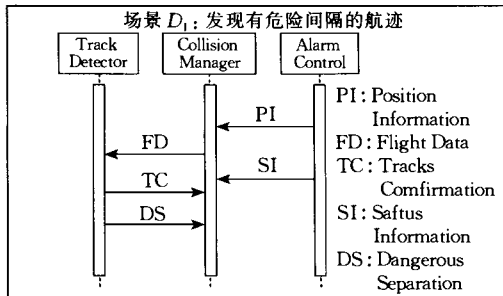 场景 D₁: 发现有危险间隔的航迹
Track Detector
Collision Manager
Alarm Control
PI
FD
SI
TC
DS
PI: Position
Information
FD: Flight Data
TC: Tracks
Comfirmation
SI: Saftus
Information
DS: Dangerous
Separation